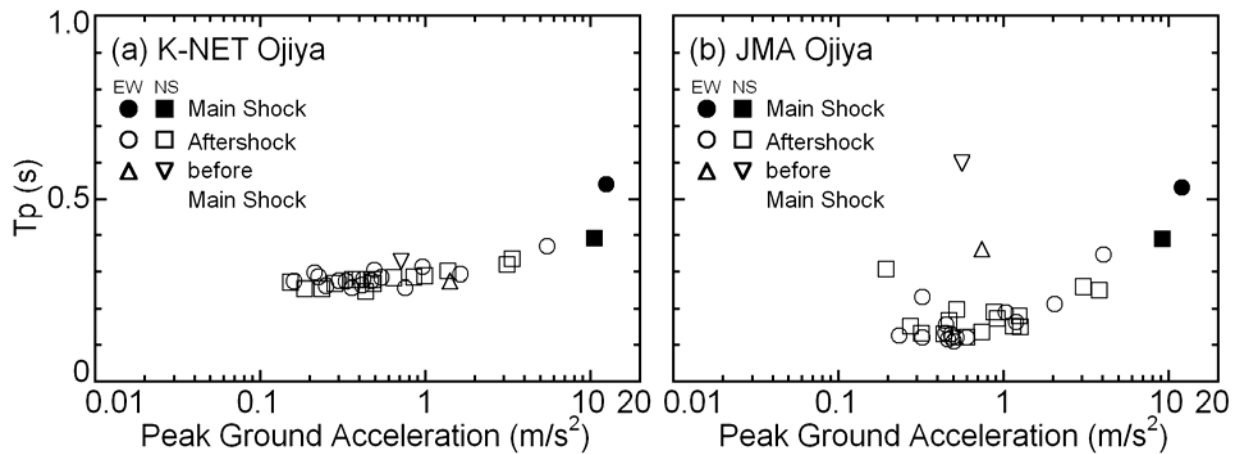 1.0
(a) K-NET Ojiya
EW NS
Main Shock
Aftershock
before
Main Shock
0.5
0
Tp (s)
0.01 0.1 1 10 20
Peak Ground Acceleration (m/s²)
(b) JMA Ojiya
EW NS
Main Shock
Aftershock
before
Main Shock
0.01 0.1 1 10 20
Peak Ground Acceleration (m/s²)